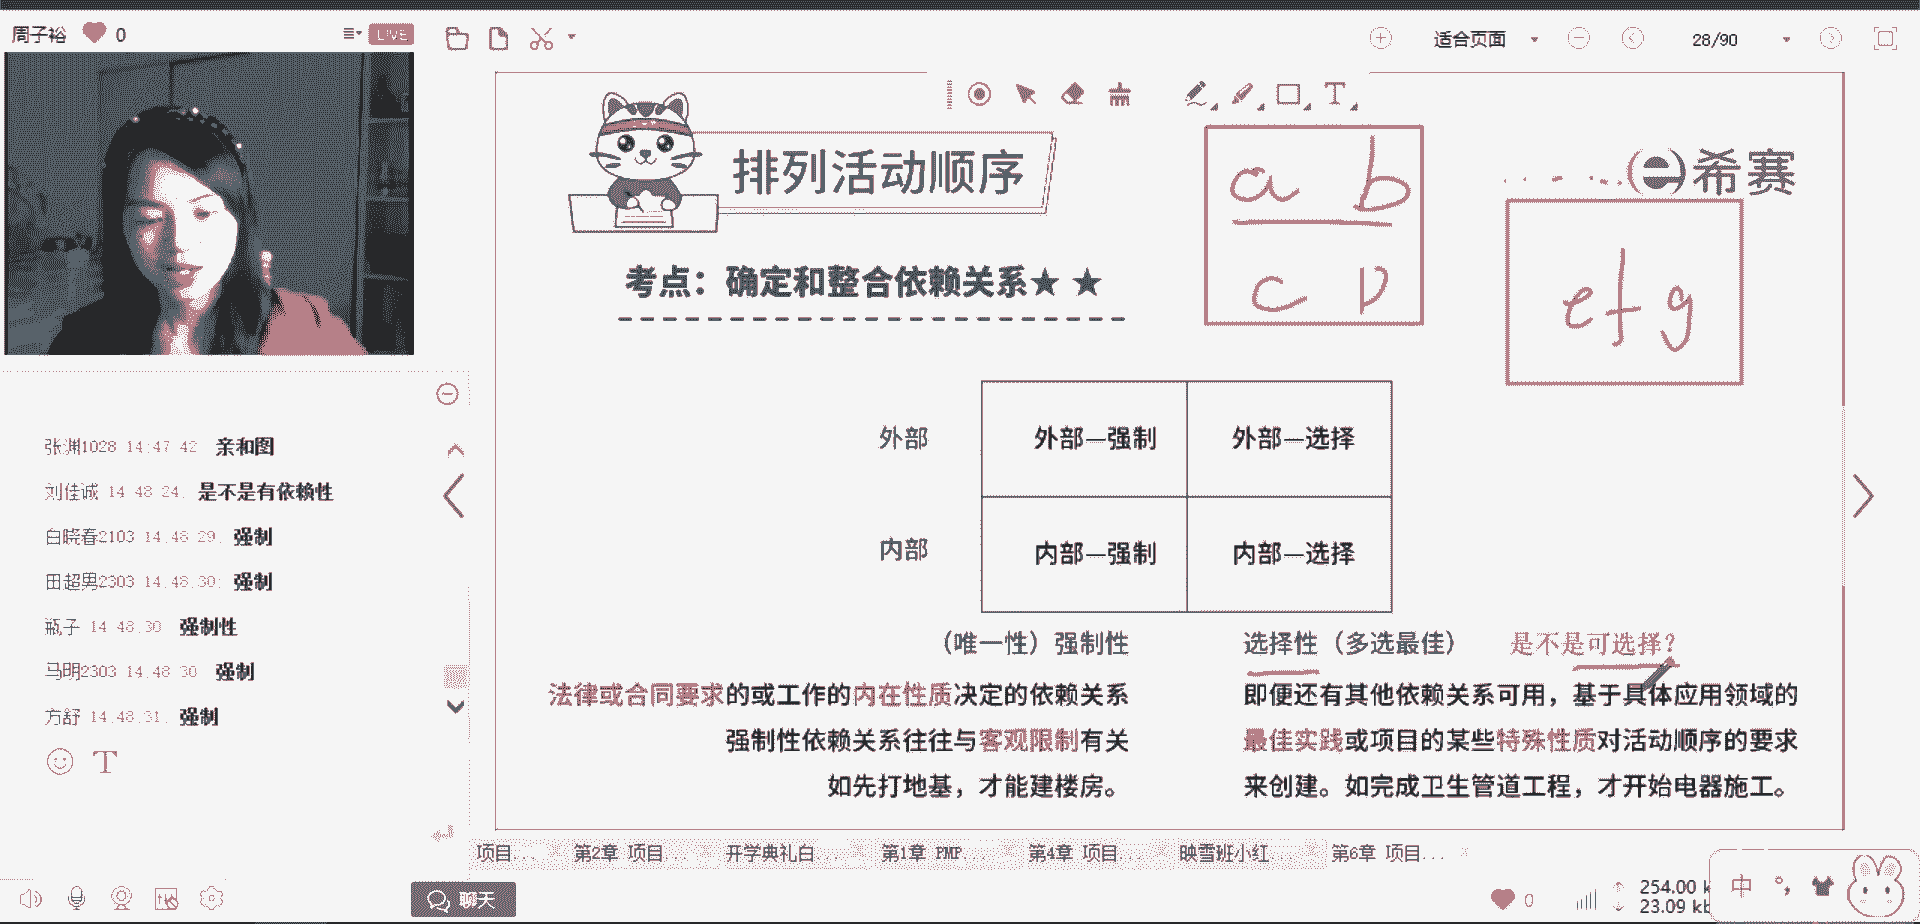 周子裕 0 LIVE
适合页面 28/90
排列活动顺序
a b
c D
希赛
e f g
考点：确定和整合依赖关系★ ★
外部 外部—强制 外部—选择
内部 内部—强制 内部—选择
（唯一性）强制性
法律或合同要求的或工作的内在性质决定的依赖关系
强制性依赖关系往往与客观限制有关
如先打地基，才能建楼房。
选择性（多选最佳） 是不是可选择？
即便还有其他依赖关系可用，基于具体应用领域的
最佳实践或项目的某些特殊性质对活动顺序的要求
来创建。如完成卫生管道工程，才开始电器施工。
张渊1028 14:47:42 亲和图
刘佳诚 14:48:24: 是不是有依赖性
白晓春2103 14:48:29: 强制
田超男2303 14:48:30: 强制
瓶子 14:48:30 强制性
马明2303 14:48:30 强制
方舒 14:48:31: 强制
T
项目... 第2章 项目... 开学典礼白... 第1章 PMP... 第4章 项目... 映雪班小红... 第6章 项目...
聊天
0 254.00 k
23.09 kb
中